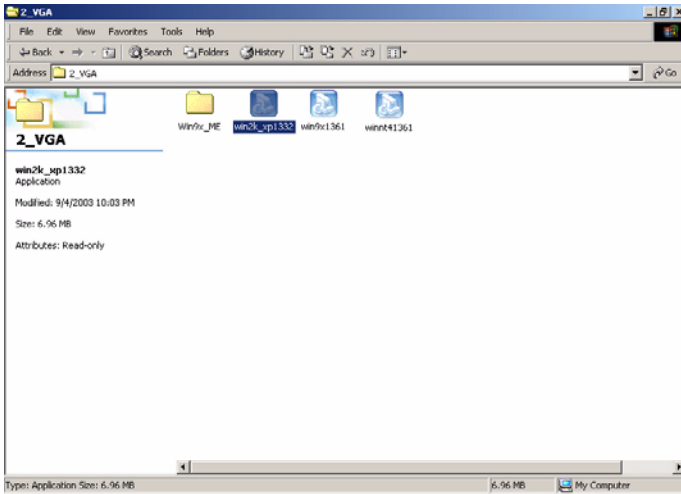 2_VGA
File Edit View Favorites Tools Help
Back Search Folders History
Address 2_VGA Go
Win9x_ME win2k_xp1332 win9x1361 winnt41361
2_VGA
win2k_xp1332
Application
Modified: 9/4/2003 10:03 PM
Size: 6.96 MB
Attributes: Read-only
Type: Application Size: 6.96 MB 6.96 MB My Computer